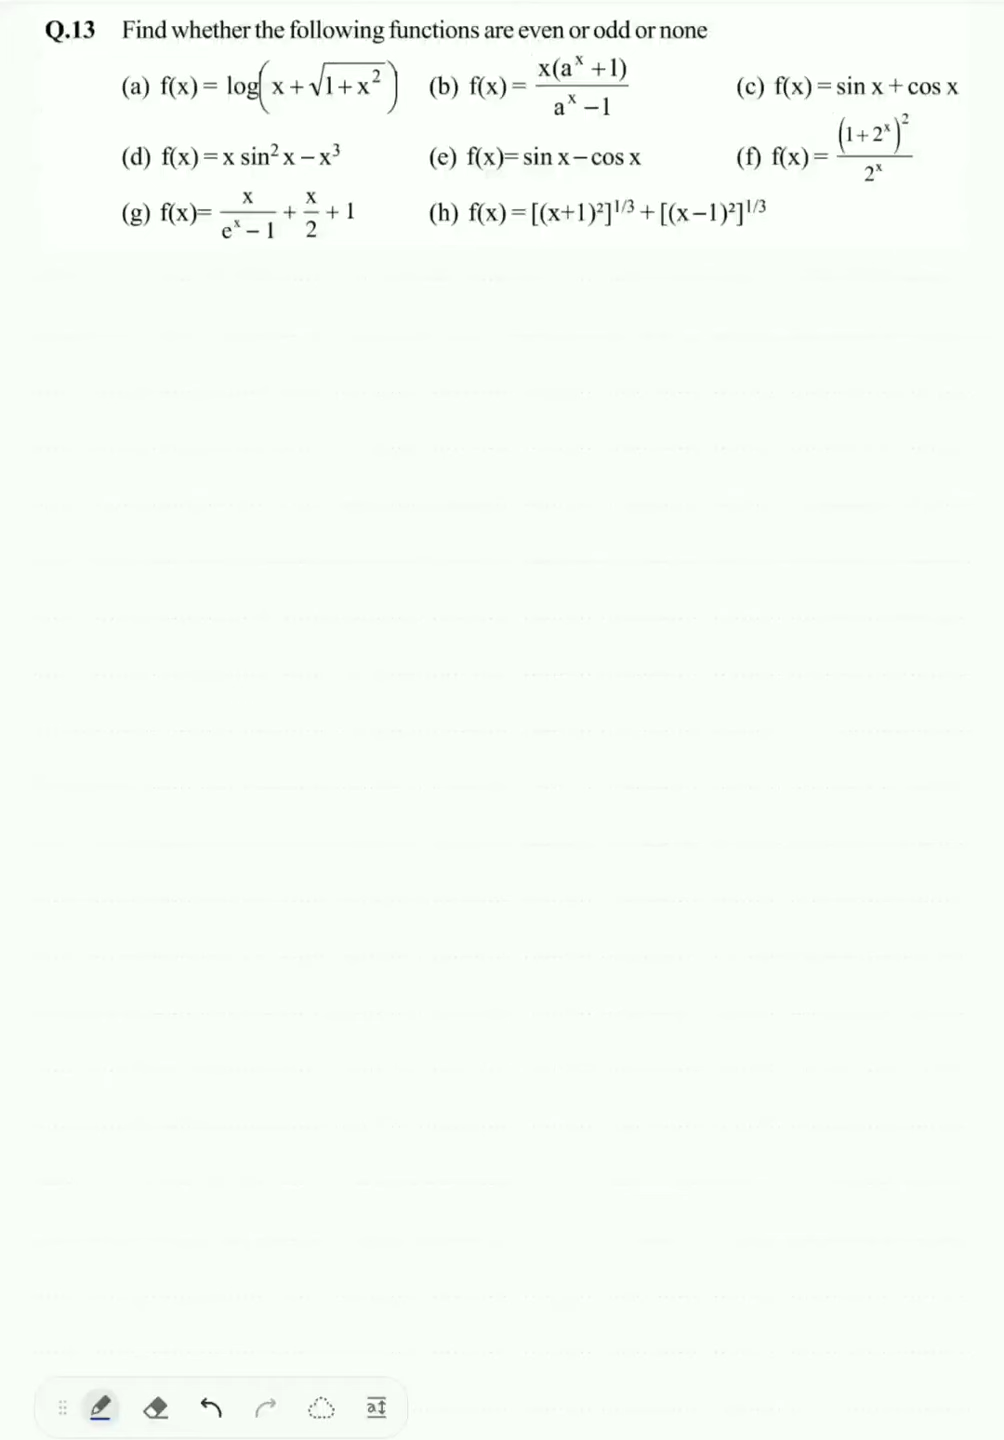 Q.13 Find whether the following functions are even or odd or none
(a) f(x) = log(x + √(1 + x²)) (b) f(x) = x(aˣ + 1)/(aˣ − 1) (c) f(x) = sin x + cos x
(d) f(x) = x sin² x − x³ (e) f(x)= sin x − cos x (f) f(x) = (1 + 2ˣ)²/2ˣ
(g) f(x)= x/(eˣ − 1) + x/2 + 1 (h) f(x) = [(x+1)²]^1/3 + [(x−1)²]^1/3
a